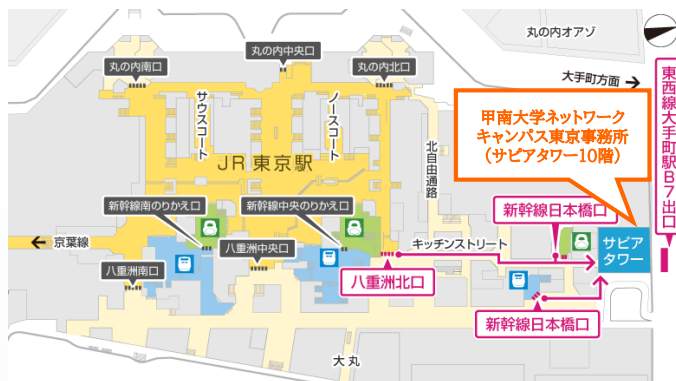 丸の内オアゾ
丸の内中央口
丸の内南口
丸の内北口
大手町方面
サウスコート
ノースコート
甲南大学ネットワーク
キャンパス東京事務所
（サピアタワー10階）
東西線大手町駅B7出口
JR東京駅
北自由通路
新幹線南のりかえ口
新幹線中央のりかえ口
新幹線日本橋口
京葉線
八重洲中央口
キッチンストリート
サピア
タワー
八重洲南口
八重洲北口
新幹線日本橋口
大丸